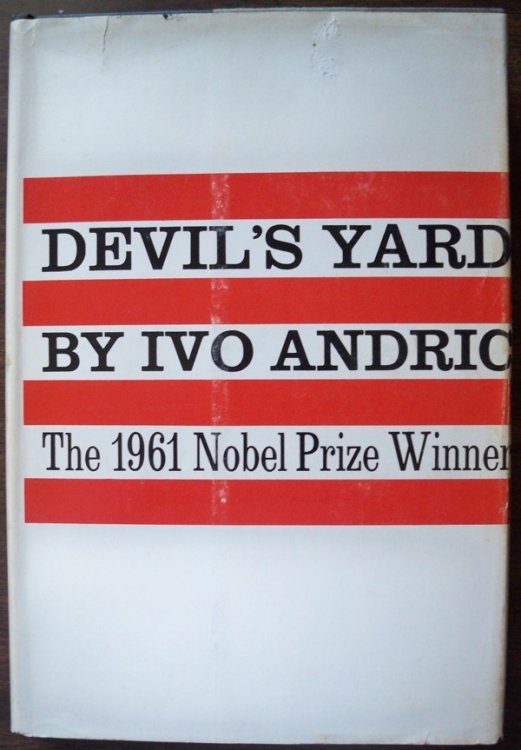 DEVIL'S YARD
BY IVO ANDRIC
The 1961 Nobel Prize Winner